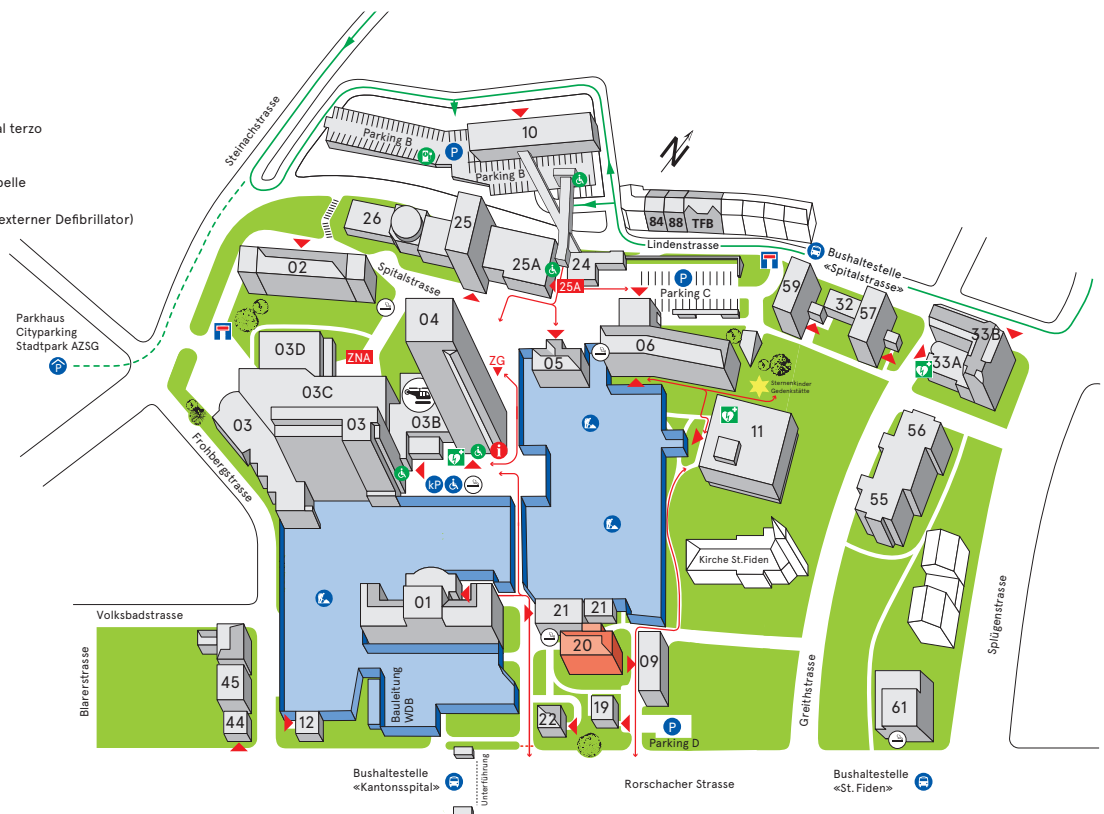 al terzo
pelle
externer Defibrillator)
Steinachstrasse
Parking B
P
10
Parking B
N
84
88
TFB
Lindenstrasse
Bushaltestelle
«Spitalstrasse»
26
25
25A
24
25A
02
Spitalstrasse
P
Parking C
59
32
57
33B
33A
Parkhaus
Cityparking
Stadtpark AZSG
P
04
03D
ZNA
ZG
05
06
Sternenkinder
Gedenkstätte
03C
03
03
03B
i
kP
11
56
55
Frohbergstrasse
Kirche St.Fiden
01
21
21
20
09
Volksbadstrasse
Blarerstrasse
45
44
12
Bauleitung
WDB
22
19
P
Parking D
Greithstrasse
Splügenstrasse
61
Bushaltestelle
«Kantonsspital»
Unterführung
Rorschacher Strasse
Bushaltestelle
«St. Fiden»